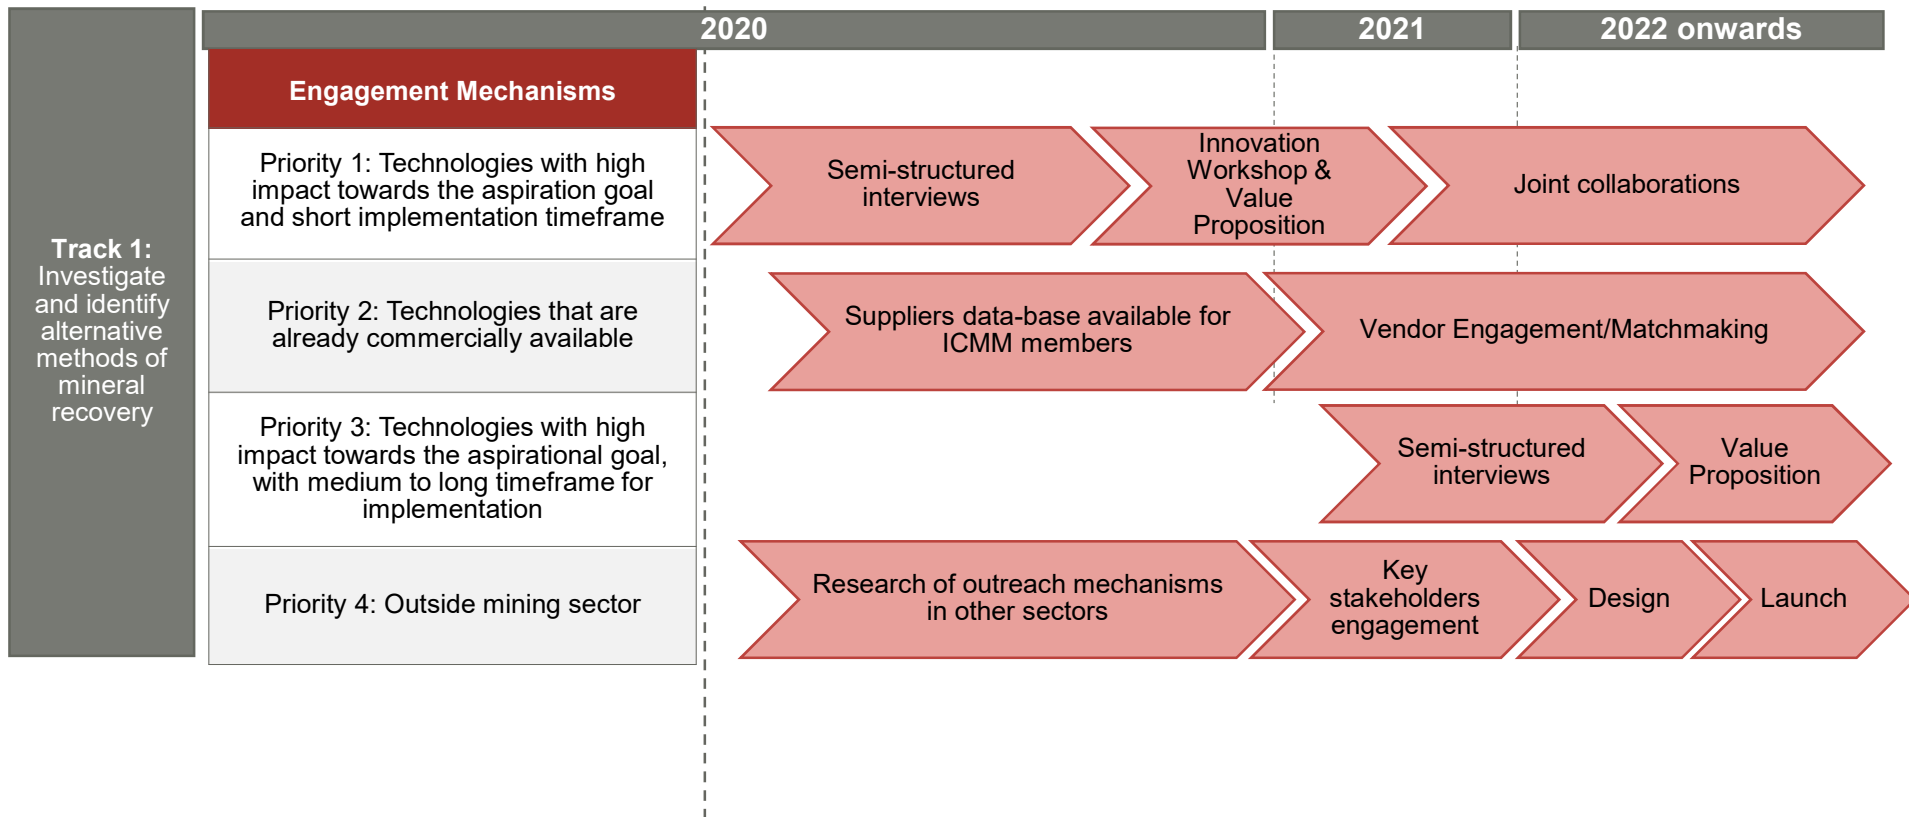 2020
2021
2022 onwards
Track 1:
Investigate
and identify
alternative
methods of
mineral
recovery
Engagement Mechanisms
Priority 1: Technologies with high
impact towards the aspiration goal
and short implementation timeframe
Semi-structured
interviews
Innovation
Workshop &
Value
Proposition
Joint collaborations
Priority 2: Technologies that are
already commercially available
Suppliers data-base available for
ICMM members
Vendor Engagement/Matchmaking
Priority 3: Technologies with high
impact towards the aspirational goal,
with medium to long timeframe for
implementation
Semi-structured
interviews
Value
Proposition
Priority 4: Outside mining sector
Research of outreach mechanisms
in other sectors
Key
stakeholders
engagement
Design
Launch